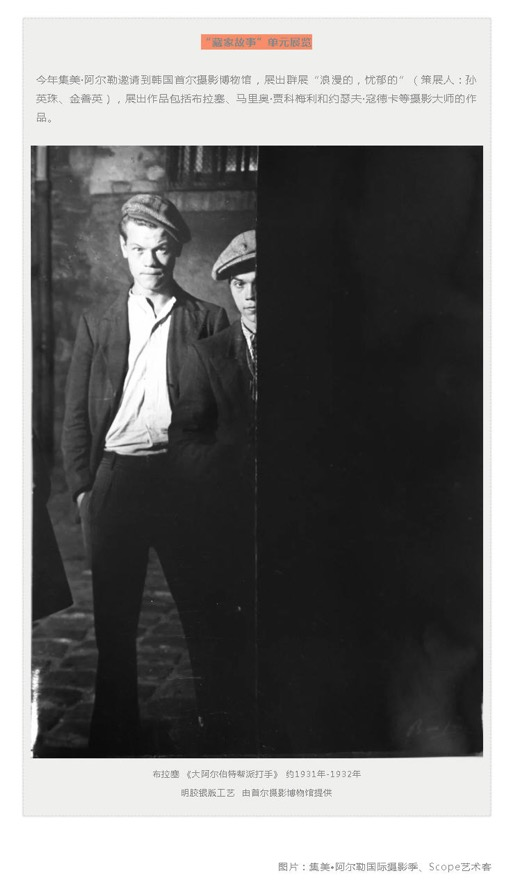 “藏家故事”单元展览
今年集美·阿尔勒邀请到韩国首尔摄影博物馆，展出群展“浪漫的，忧郁的”（策展人：孙
英珠、金善英），展出作品包括布拉塞、马里奥·贾科梅利和约瑟夫·寇德卡等摄影大师的作
品。
布拉塞 《大阿尔伯特帮派打手》 约1931年-1932年
明胶银版工艺 由首尔摄影博物馆提供
图片：集美·阿尔勒国际摄影季、Scope艺术客